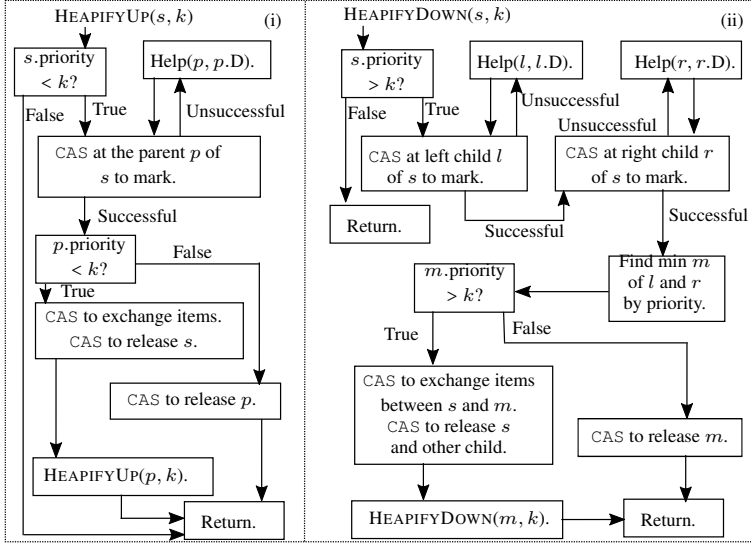 HEAPIFYUP(s, k)
(i)
s.priority
< k?
Help(p, p.D).
False
True
Unsuccessful
CAS at the parent p of
s to mark.
Successful
p.priority
< k?
False
True
CAS to exchange items.
CAS to release s.
CAS to release p.
HEAPIFYUP(p, k).
Return.
HEAPIFYDOWN(s, k)
(ii)
s.priority
> k?
Help(l, l.D).
Help(r, r.D).
False
True
Unsuccessful
Unsuccessful
CAS at left child l
of s to mark.
CAS at right child r
of s to mark.
Return.
Successful
Successful
m.priority
> k?
Find min m
of l and r
by priority.
True
False
CAS to exchange items
between s and m.
CAS to release s
and other child.
CAS to release m.
HEAPIFYDOWN(m, k).
Return.